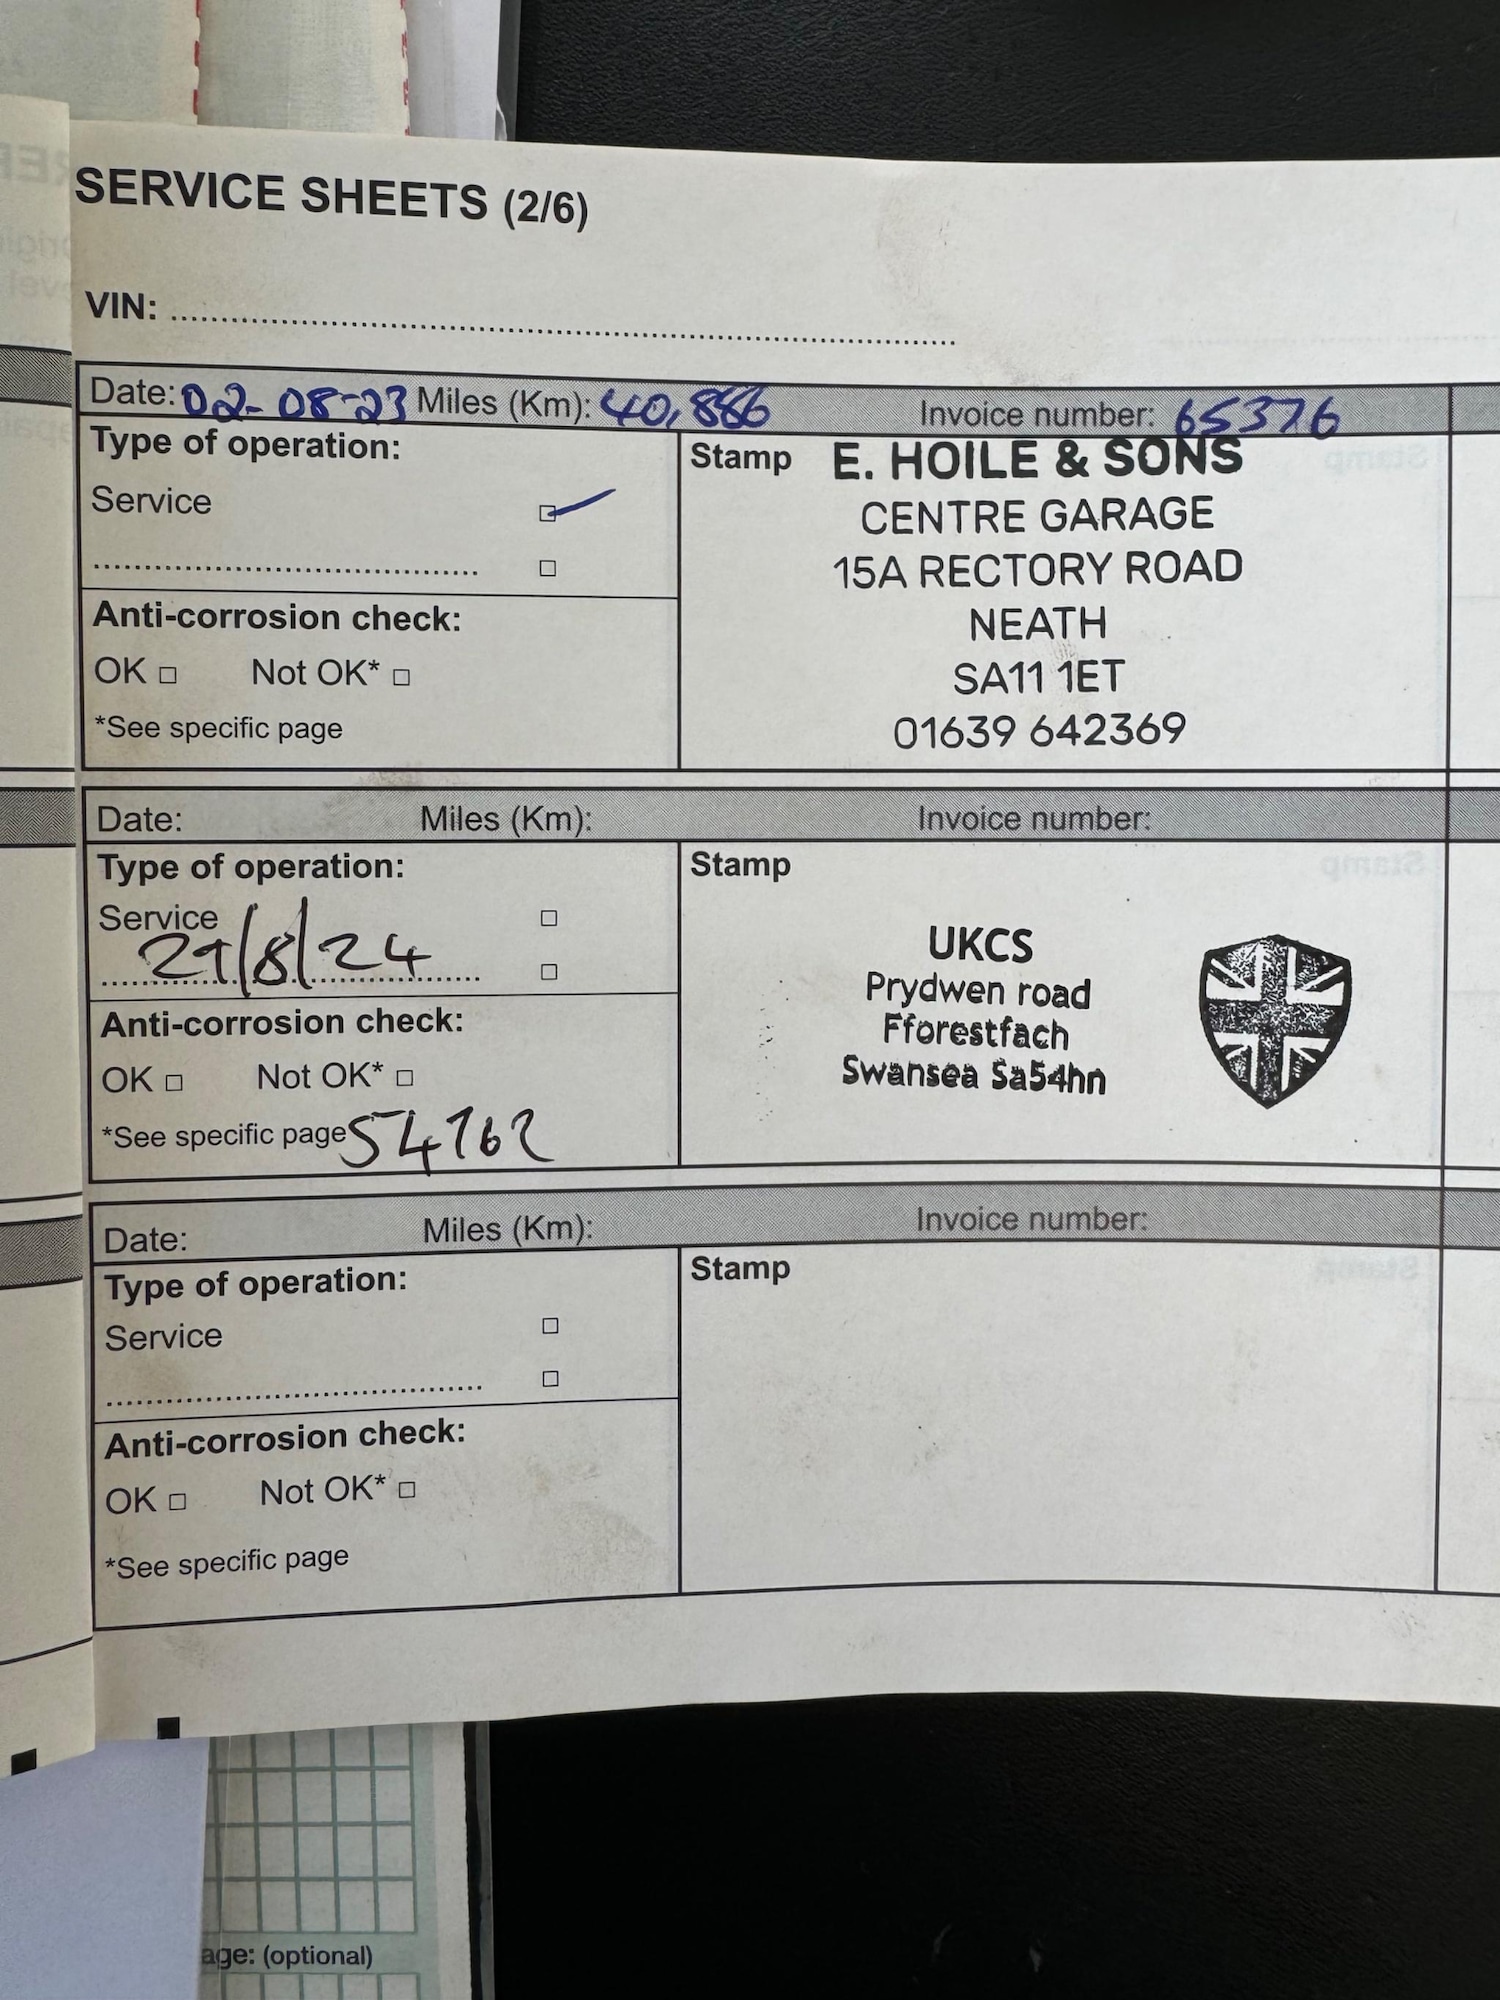 SERVICE SHEETS (2/6)
VIN:
Date: 02-08-23 Miles (Km): 40,886 Invoice number: 65376
Type of operation:
Service
Anti-corrosion check:
OK Not OK*
*See specific page
Stamp E. HOILE & SONS
CENTRE GARAGE
15A RECTORY ROAD
NEATH
SA11 1ET
01639 642369
Date: Miles (Km): Invoice number:
Type of operation:
Service
29/8/24
Anti-corrosion check:
OK Not OK*
*See specific page 54762
Stamp
UKCS
Prydwen road
Fforestfach
Swansea Sa54hn
Date: Miles (Km): Invoice number:
Type of operation:
Service
Anti-corrosion check:
OK Not OK*
*See specific page
Stamp
age: (optional)